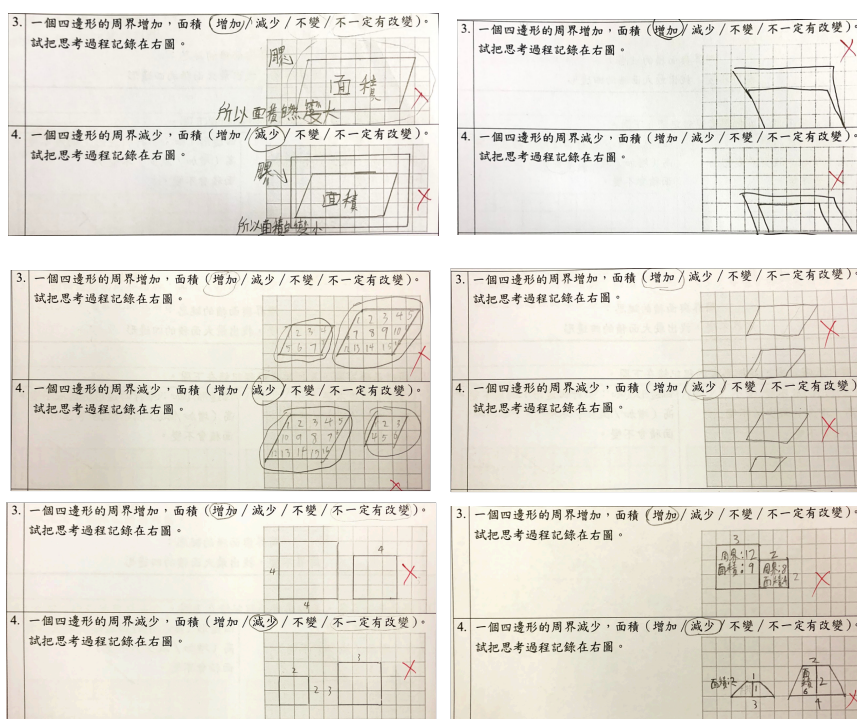 3. 一個四邊形的周界增加，面積（增加/減少/不變/不一定有改變）。
試把思考過程記錄在右圖。
面積
所以面積變大
4. 一個四邊形的周界減少，面積（增加/減少/不變/不一定有改變）。
試把思考過程記錄在右圖。
面積
所以面積變小
3. 一個四邊形的周界增加，面積（增加/減少/不變/不一定有改變）。
試把思考過程記錄在右圖。
4. 一個四邊形的周界減少，面積（增加/減少/不變/不一定有改變）。
試把思考過程記錄在右圖。
3. 一個四邊形的周界增加，面積（增加/減少/不變/不一定有改變）。
試把思考過程記錄在右圖。
1 2 3 4 5
2 3 4 7 8 9 10
5 6 7 13 14 15
4. 一個四邊形的周界減少，面積（增加/減少/不變/不一定有改變）。
試把思考過程記錄在右圖。
1 2 3 4 5 1 2 3
10 9 8 7 4 5 6
13 14 15
3. 一個四邊形的周界增加，面積（增加/減少/不變/不一定有改變）。
試把思考過程記錄在右圖。
4. 一個四邊形的周界減少，面積（增加/減少/不變/不一定有改變）。
試把思考過程記錄在右圖。
3. 一個四邊形的周界增加，面積（增加/減少/不變/不一定有改變）。
試把思考過程記錄在右圖。
4
4
4
4. 一個四邊形的周界減少，面積（增加/減少/不變/不一定有改變）。
試把思考過程記錄在右圖。
2 3
2 3
3. 一個四邊形的周界增加，面積（增加/減少/不變/不一定有改變）。
試把思考過程記錄在右圖。
3
周界:12 2
面積:9 周界:8 2
面積4
4. 一個四邊形的周界減少，面積（增加/減少/不變/不一定有改變）。
試把思考過程記錄在右圖。
面積:2 1 1 3
2 面積6 2 4